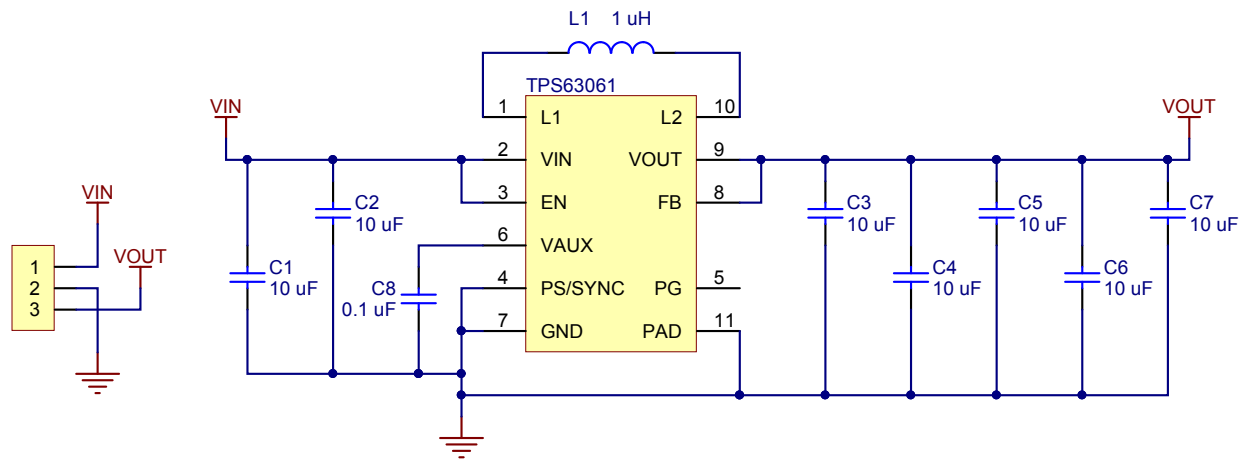 L1 1 uH
TPS63061
VIN
VOUT
1 L1 L2 10
2 VIN VOUT 9
3 EN FB 8
6 VAUX
4 PS/SYNC PG 5
7 GND PAD 11
VIN
VOUT
1
2
3
C1
10 uF
C2
10 uF
C8
0.1 uF
C3
10 uF
C4
10 uF
C5
10 uF
C6
10 uF
C7
10 uF